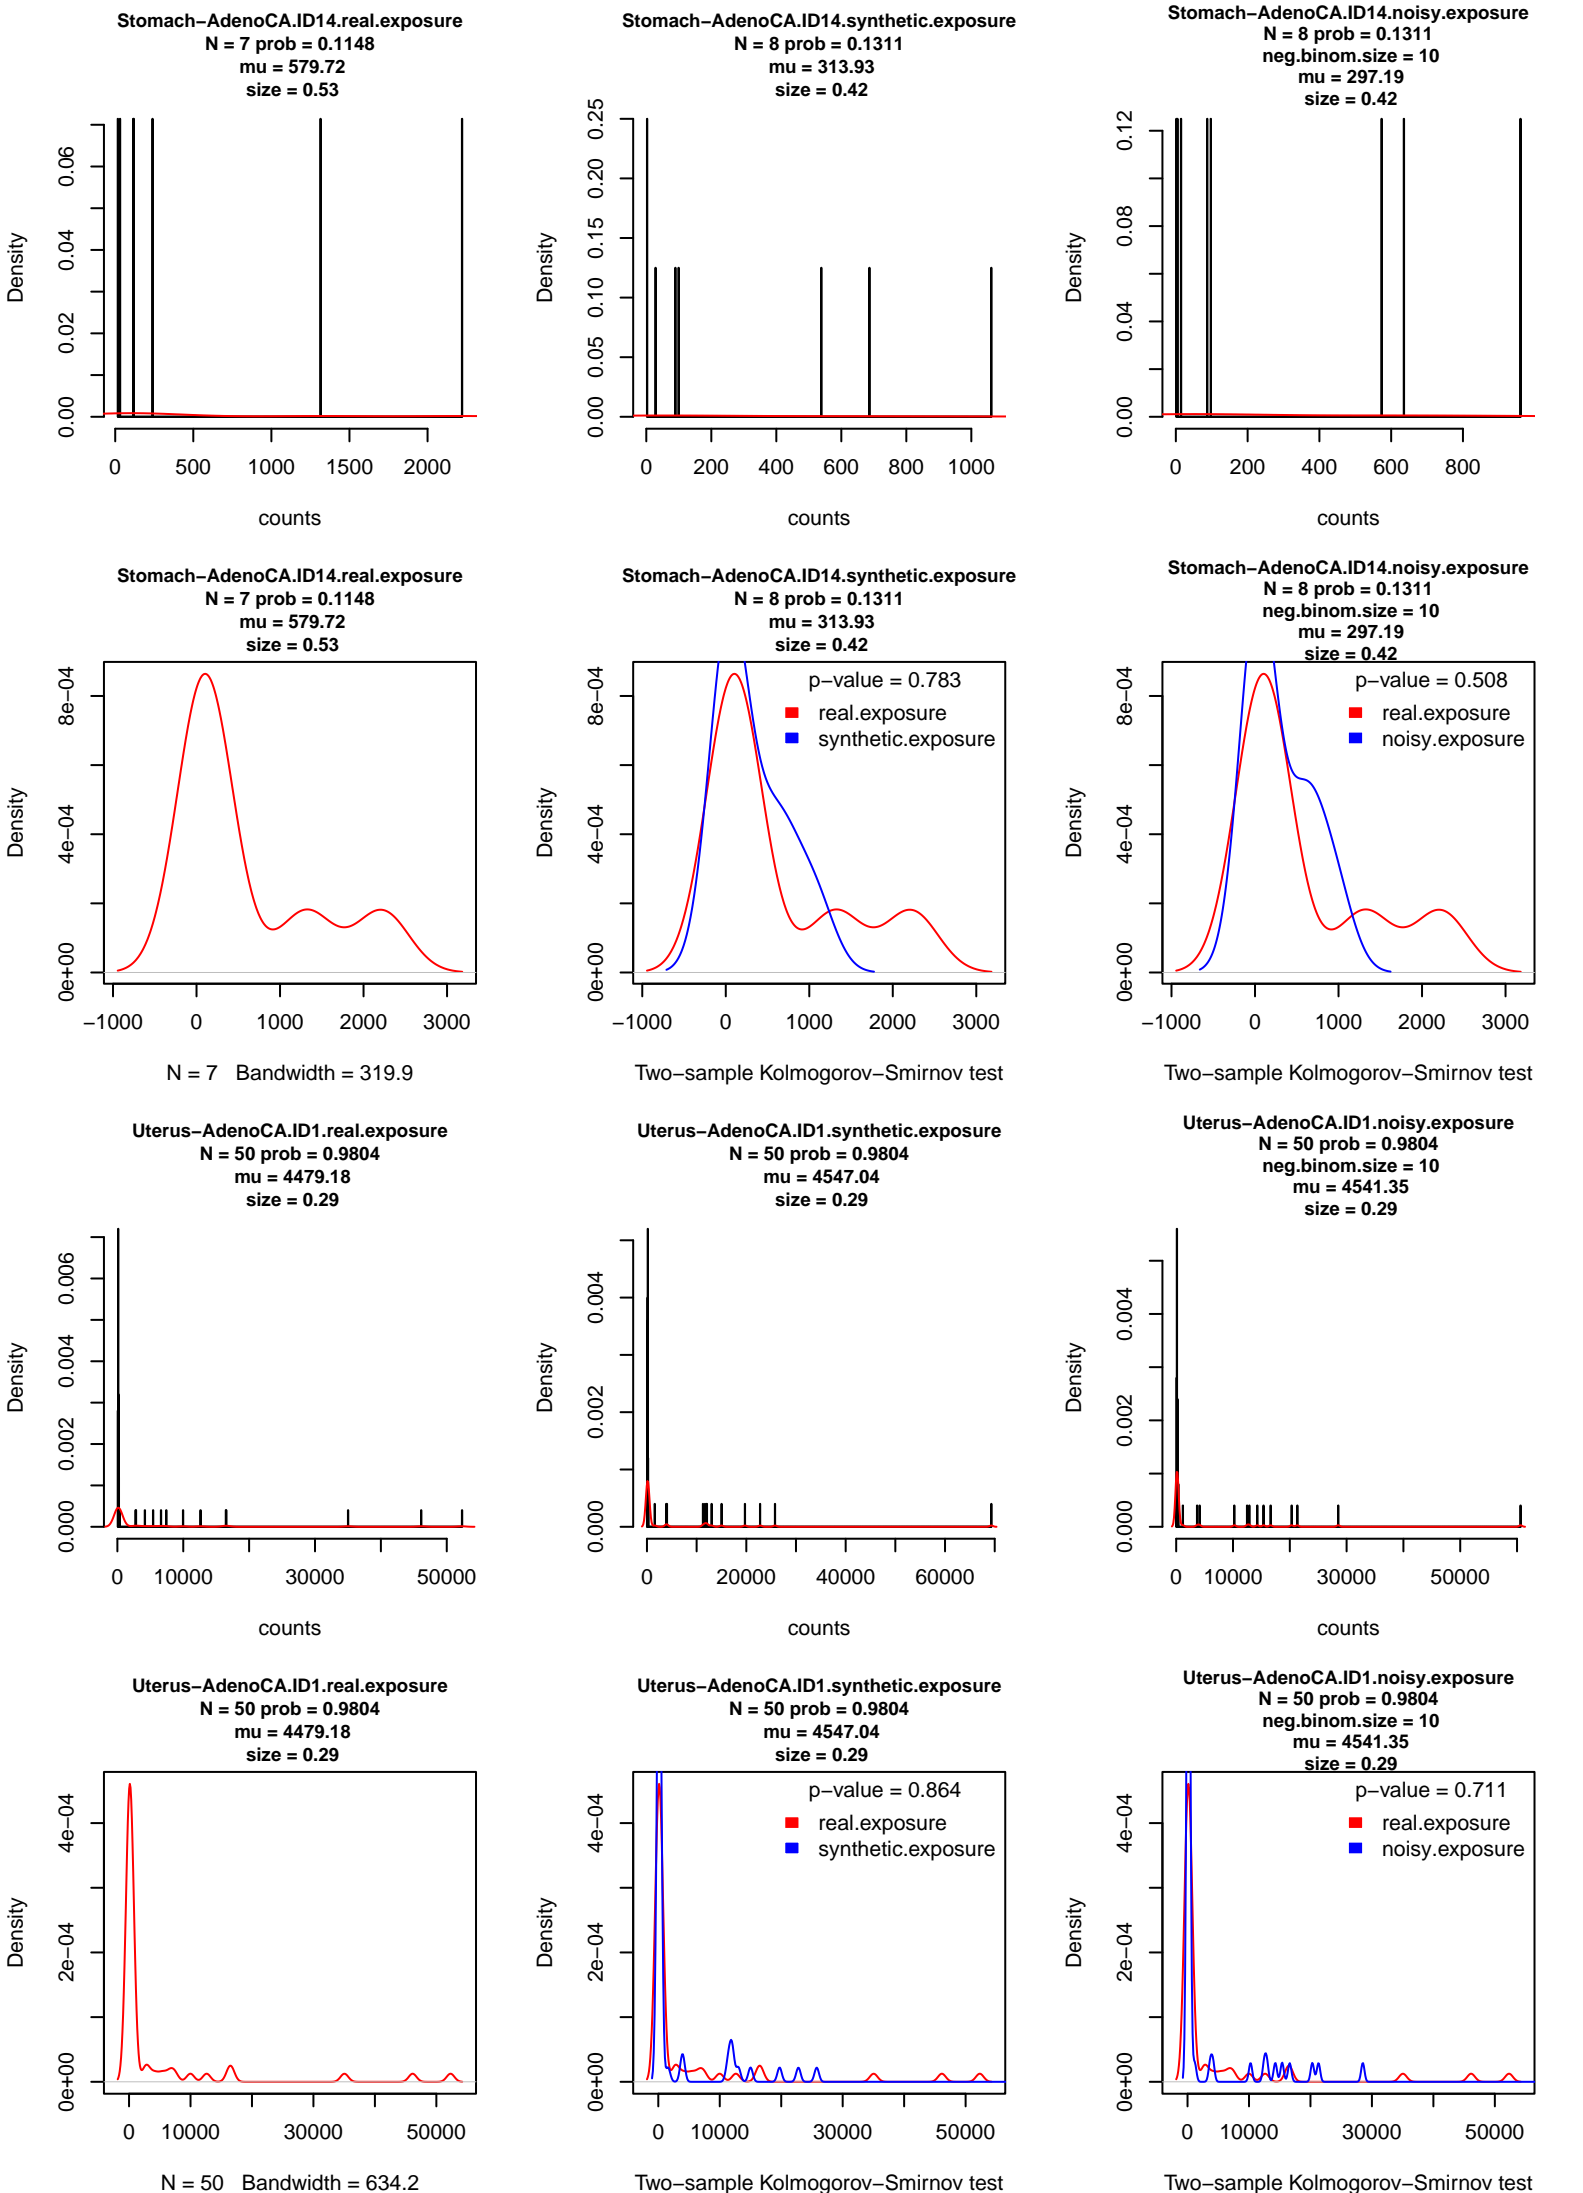 Stomach−AdenoCA.ID14.real.exposure
N = 7 prob = 0.1148
mu = 579.72
size = 0.53
Density
0.00 0.02 0.04 0.06
0 500 1000 1500 2000
counts
Stomach−AdenoCA.ID14.synthetic.exposure
N = 8 prob = 0.1311
mu = 313.93
size = 0.42
Density
0.00 0.05 0.10 0.15 0.20 0.25
0 200 400 600 800 1000
counts
Stomach−AdenoCA.ID14.noisy.exposure
N = 8 prob = 0.1311
neg.binom.size = 10
mu = 297.19
size = 0.42
Density
0.00 0.04 0.08 0.12
0 200 400 600 800
counts
Stomach−AdenoCA.ID14.real.exposure
N = 7 prob = 0.1148
mu = 579.72
size = 0.53
Density
0e+00 4e−04 8e−04
−1000 0 1000 2000 3000
N = 7 Bandwidth = 319.9
Stomach−AdenoCA.ID14.synthetic.exposure
N = 8 prob = 0.1311
mu = 313.93
size = 0.42
p−value = 0.783
real.exposure
synthetic.exposure
Density
0e+00 4e−04 8e−04
−1000 0 1000 2000 3000
Two−sample Kolmogorov−Smirnov test
Stomach−AdenoCA.ID14.noisy.exposure
N = 8 prob = 0.1311
neg.binom.size = 10
mu = 297.19
size = 0.42
p−value = 0.508
real.exposure
noisy.exposure
Density
0e+00 4e−04 8e−04
−1000 0 1000 2000 3000
Two−sample Kolmogorov−Smirnov test
Uterus−AdenoCA.ID1.real.exposure
N = 50 prob = 0.9804
mu = 4479.18
size = 0.29
Density
0.000 0.002 0.004 0.006
0 10000 30000 50000
counts
Uterus−AdenoCA.ID1.synthetic.exposure
N = 50 prob = 0.9804
mu = 4547.04
size = 0.29
Density
0.000 0.002 0.004
0 20000 40000 60000
counts
Uterus−AdenoCA.ID1.noisy.exposure
N = 50 prob = 0.9804
neg.binom.size = 10
mu = 4541.35
size = 0.29
Density
0.000 0.002 0.004
0 10000 30000 50000
counts
Uterus−AdenoCA.ID1.real.exposure
N = 50 prob = 0.9804
mu = 4479.18
size = 0.29
Density
0e+00 2e−04 4e−04
0 10000 30000 50000
N = 50 Bandwidth = 634.2
Uterus−AdenoCA.ID1.synthetic.exposure
N = 50 prob = 0.9804
mu = 4547.04
size = 0.29
p−value = 0.864
real.exposure
synthetic.exposure
Density
0e+00 2e−04 4e−04
0 10000 30000 50000
Two−sample Kolmogorov−Smirnov test
Uterus−AdenoCA.ID1.noisy.exposure
N = 50 prob = 0.9804
neg.binom.size = 10
mu = 4541.35
size = 0.29
p−value = 0.711
real.exposure
noisy.exposure
Density
0e+00 2e−04 4e−04
0 10000 30000 50000
Two−sample Kolmogorov−Smirnov test